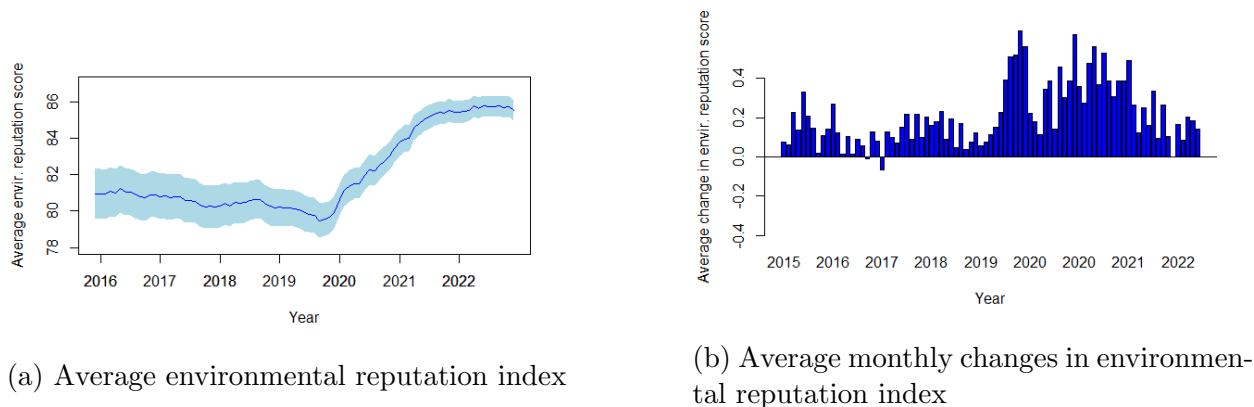 Average envir. reputation score
86
84
82
80
78
2016 2017 2018 2019 2020 2021 2022
Year
(a) Average environmental reputation index
Average change in envir. reputation score
0.4
0.2
0.0
-0.2
-0.4
2015 2016 2017 2018 2019 2020 2020 2021 2022
Year
(b) Average monthly changes in environmen-
tal reputation index